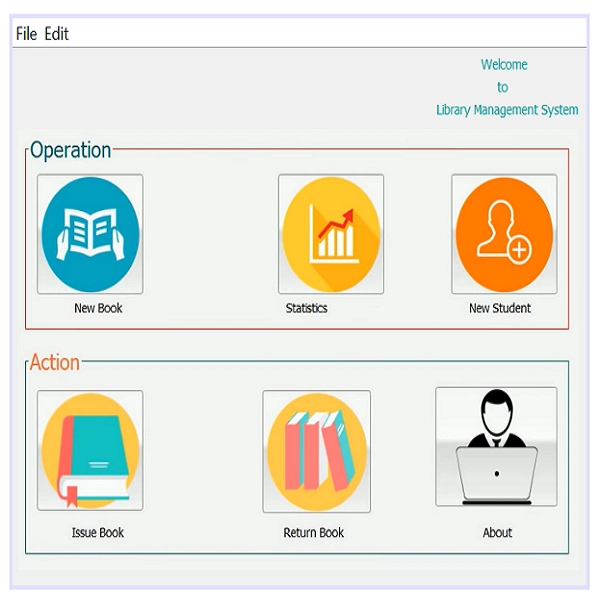 File Edit
Welcome
to
Library Management System
Operation
New Book
Statistics
New Student
Action
Issue Book
Return Book
About